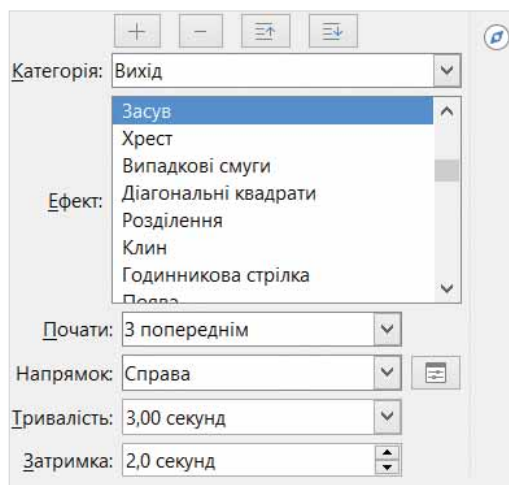 Категорія: Вихід
Засув
Хрест
Випадкові смуги
Ефект: Діагональні квадрати
Розділення
Клин
Годинникова стрілка
Поява
Почати: З попереднім
Напрямок: Справа
Тривалість: 3,00 секунд
Затримка: 2,0 секунд